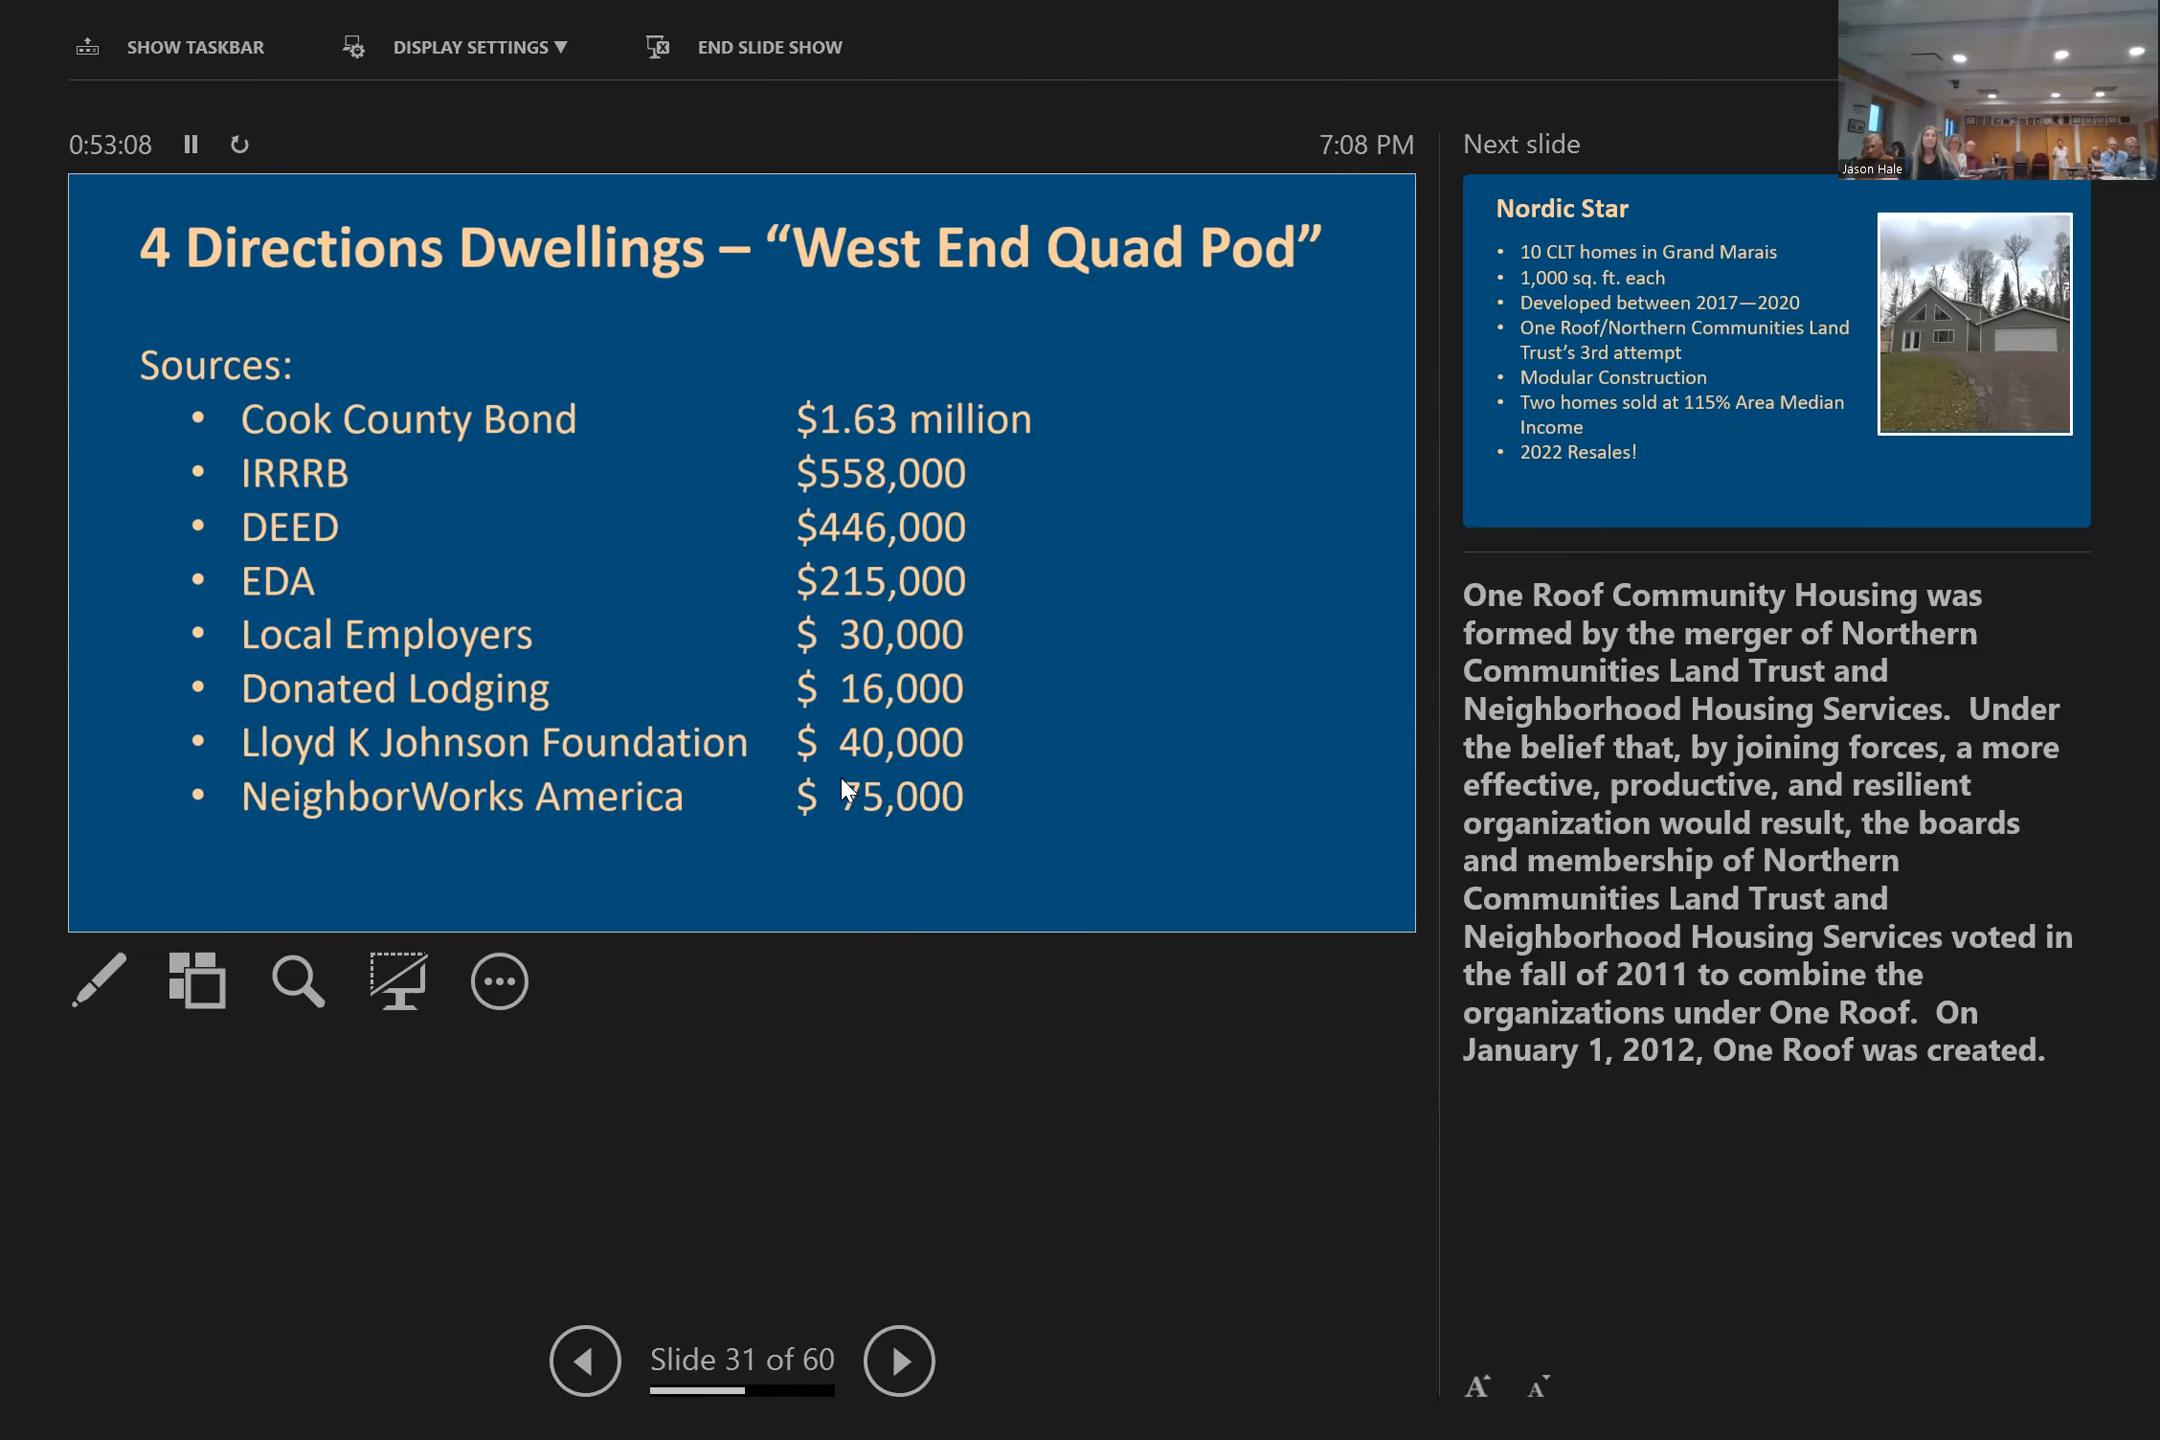 SHOW TASKBAR
DISPLAY SETTINGS ▼
END SLIDE SHOW
0:53:08
7:08 PM
4 Directions Dwellings – “West End Quad Pod”
Sources:
• Cook County Bond $1.63 million
• IRRRB $558,000
• DEED $446,000
• EDA $215,000
• Local Employers $ 30,000
• Donated Lodging $ 16,000
• Lloyd K Johnson Foundation $ 40,000
• NeighborWorks America $ 75,000
Slide 31 of 60
Next slide
Jason Hale
Nordic Star
• 10 CLT homes in Grand Marais
• 1,000 sq. ft. each
• Developed between 2017—2020
• One Roof/Northern Communities Land
Trust’s 3rd attempt
• Modular Construction
• Two homes sold at 115% Area Median
Income
• 2022 Resales!
One Roof Community Housing was
formed by the merger of Northern
Communities Land Trust and
Neighborhood Housing Services. Under
the belief that, by joining forces, a more
effective, productive, and resilient
organization would result, the boards
and membership of Northern
Communities Land Trust and
Neighborhood Housing Services voted in
the fall of 2011 to combine the
organizations under One Roof. On
January 1, 2012, One Roof was created.
A A